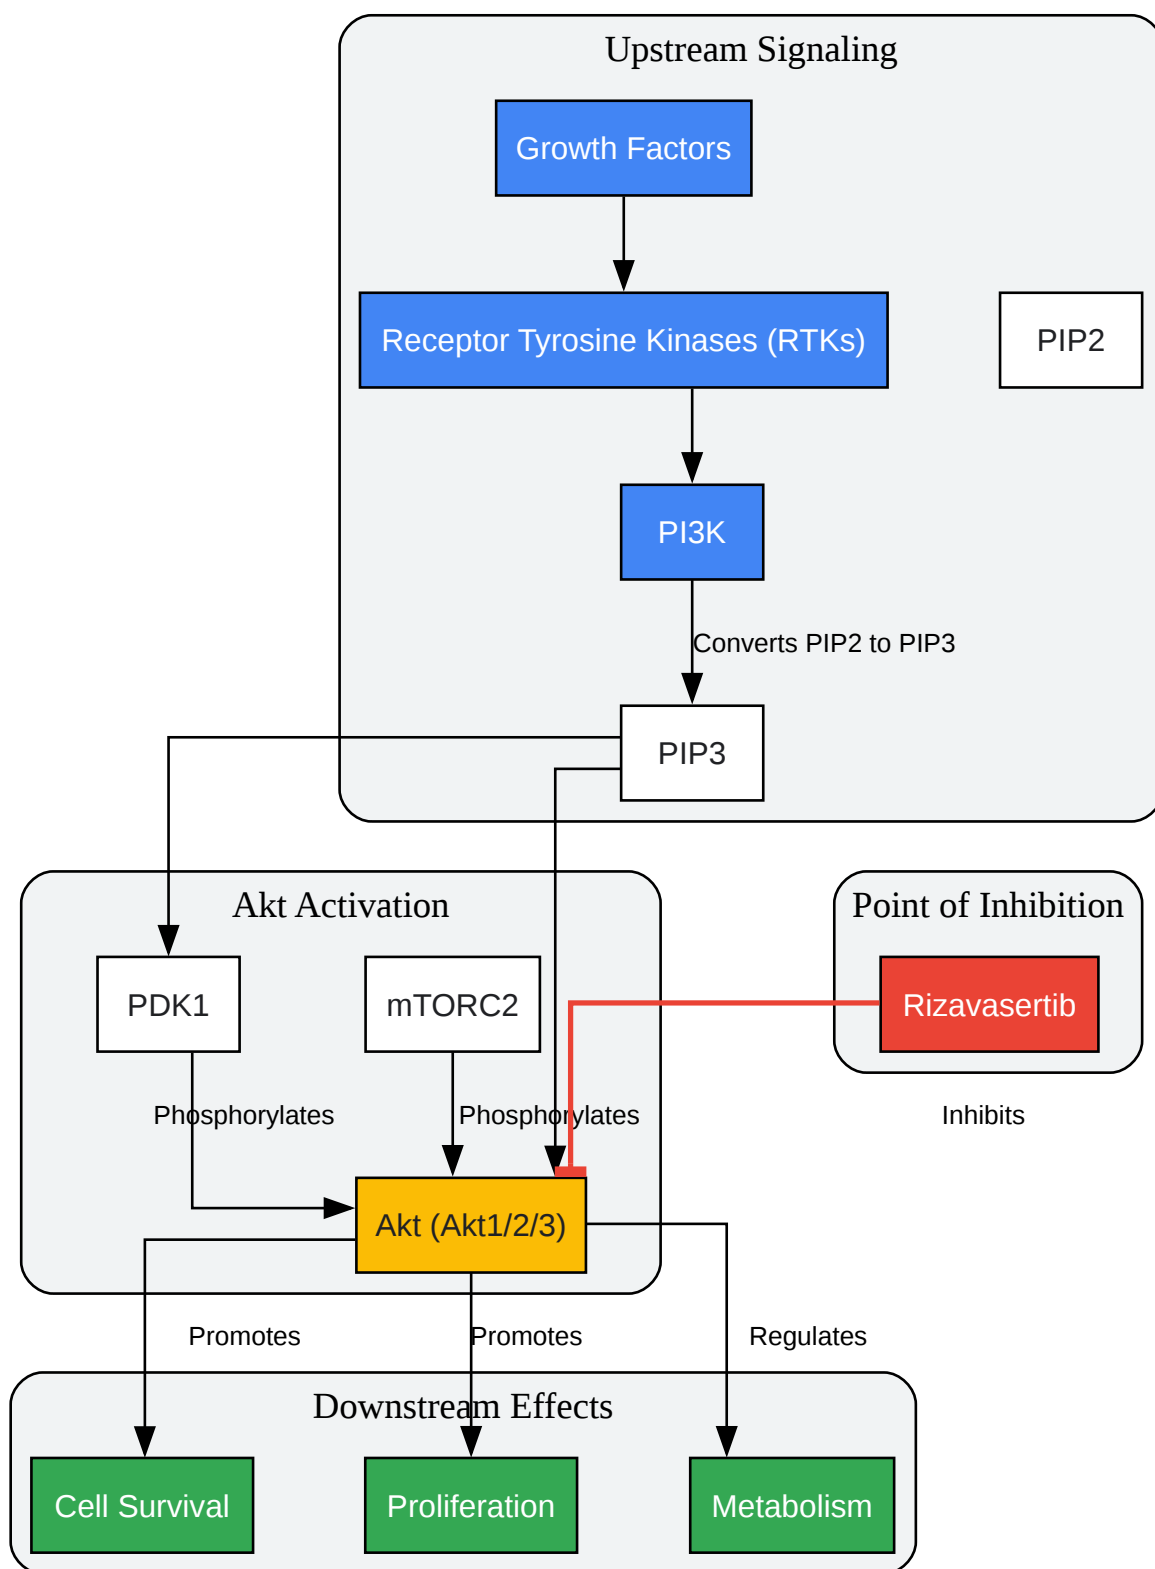 Upstream Signaling
Growth Factors
Receptor Tyrosine Kinases (RTKs)
PIP2
PI3K
Converts PIP2 to PIP3
PIP3
Akt Activation
Point of Inhibition
PDK1
mTORC2
Rizavasertib
Phosphorylates
Phosphorylates
Inhibits
Akt (Akt1/2/3)
Promotes
Promotes
Regulates
Downstream Effects
Cell Survival
Proliferation
Metabolism